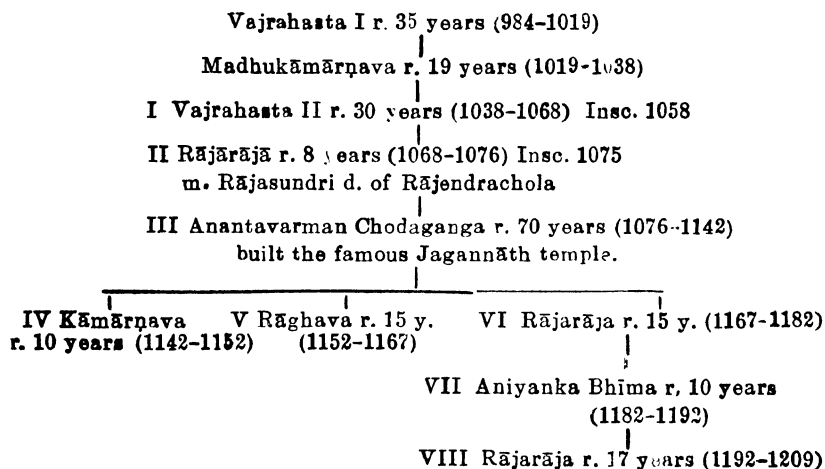 Vajrahasta I r. 35 years (984-1019)
Madhukāmārṇava r. 19 years (1019-1038)
I Vajrahasta II r. 30 years (1038-1068) Insc. 1058
II Rājārājā r. 8 years (1068-1076) Insc. 1075
m. Rājasundri d. of Rājendrachola
III Anantavarman Chodaganga r. 70 years (1076-1142)
built the famous Jagannāth temple.
IV Kāmārṇava V Rāghava r. 15 y. VI Rājarāja r. 15 y. (1167-1182)
r. 10 years (1142-1152) (1152-1167)
VII Aniyanka Bhīma r, 10 years
(1182-1192)
VIII Rājarāja r. 17 years (1192-1209)